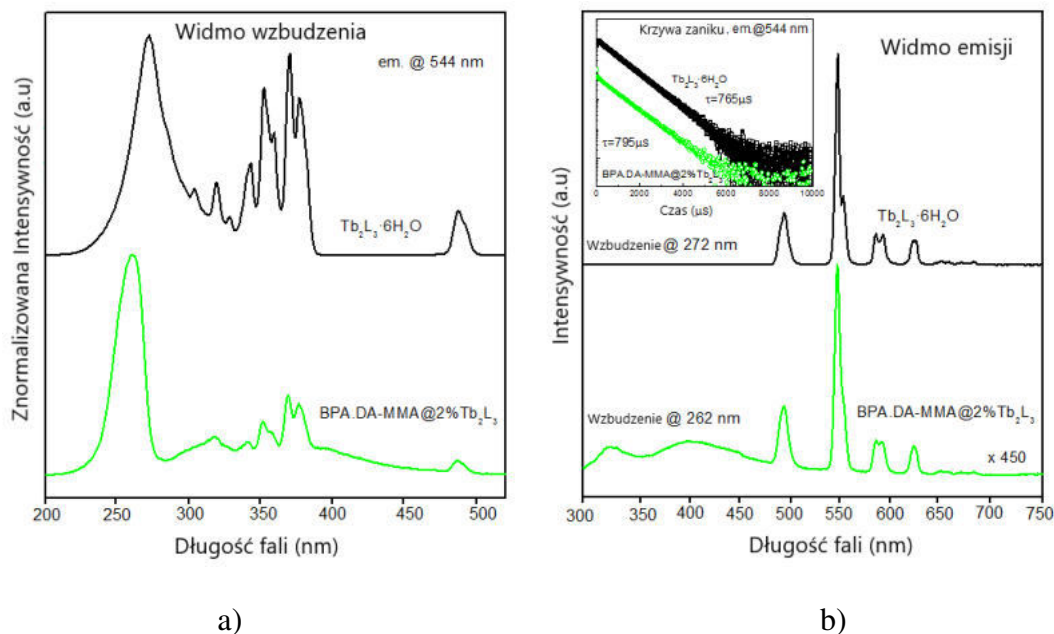 Widmo wzbudzenia
em. @ 544 nm
Znormalizowana Intensywność (a.u)
Tb₂L₃·6H₂O
BPA.DA-MMA@2%Tb₂L₃
200 250 300 350 400 450 500
Długość fali (nm)
a)
Krzywa zaniku. em.@544 nm
Widmo emisji
Tb₂L₃·6H₂O
τ=765µs
τ=795µs
BPA.DA-MMA@2%Tb₂L₃
0 2000 4000 6000 8000 10000
Czas (µs)
Intensywność (a.u)
Tb₂L₃·6H₂O
Wzbudzenie @ 272 nm
Wzbudzenie @ 262 nm
BPA.DA-MMA@2%Tb₂L₃
x 450
300 350 400 450 500 550 600 650 700 750
Długość fali (nm)
b)